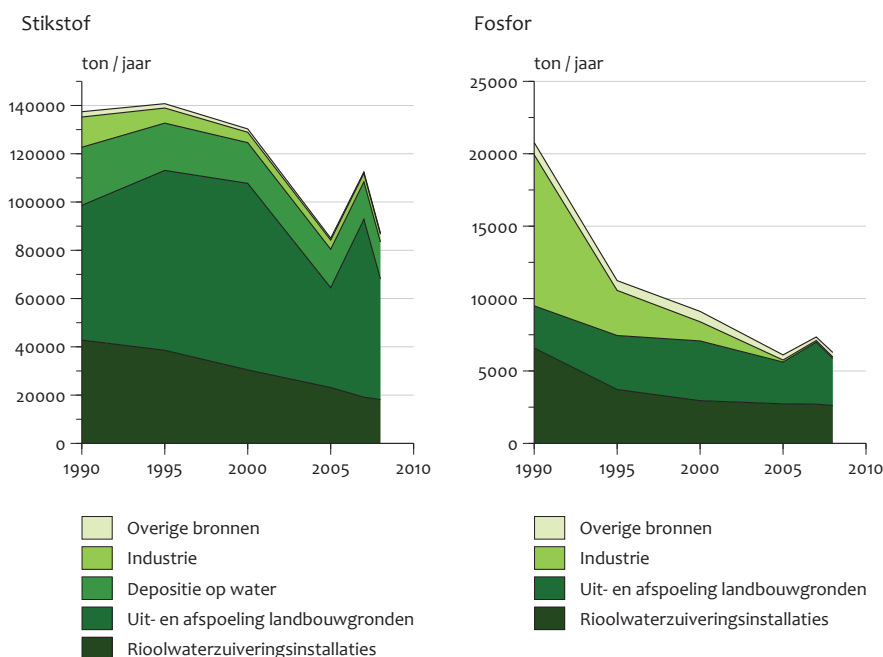 Stikstof
ton / jaar
140000
120000
100000
80000
60000
40000
20000
0
1990
1995
2000
2005
2010
Overige bronnen
Industrie
Depositie op water
Uit- en afspoeling landbouwgronden
Rioolwaterzuiveringsinstallaties
Fosfor
ton / jaar
25000
20000
15000
10000
5000
0
1990
1995
2000
2005
2010
Overige bronnen
Industrie
Uit- en afspoeling landbouwgronden
Rioolwaterzuiveringsinstallaties